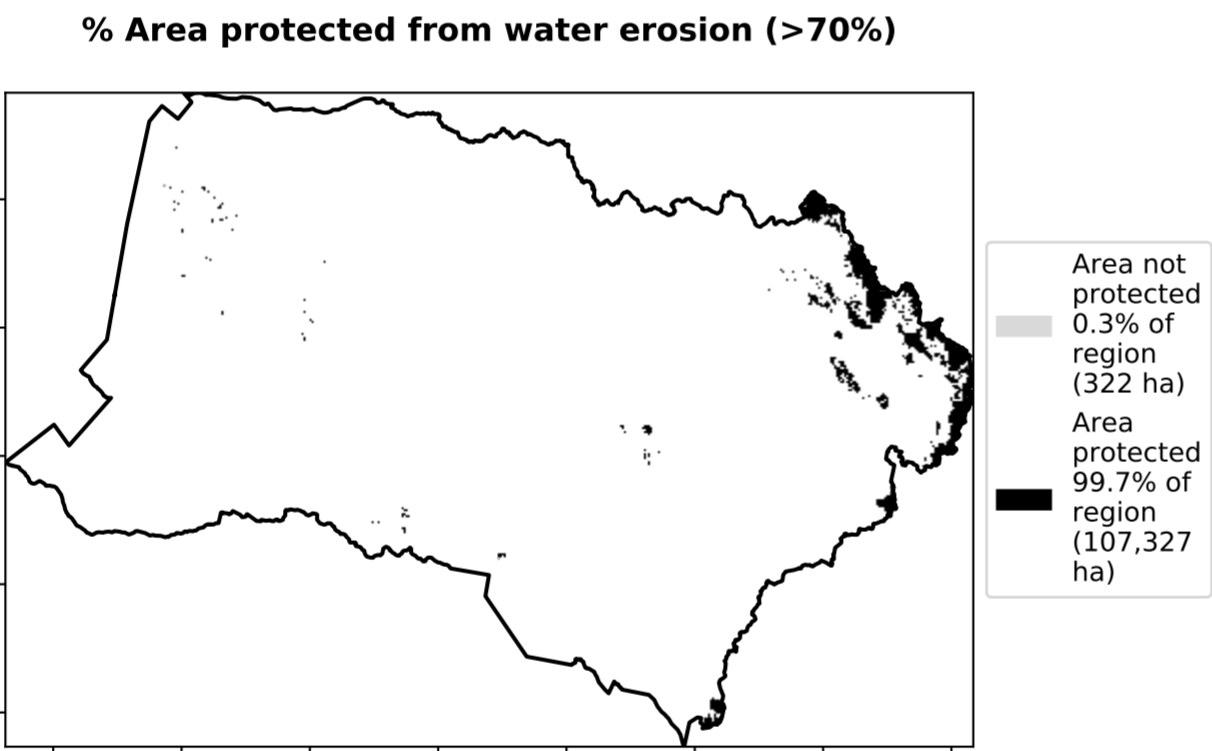 % Area protected from water erosion (>70%)
Area not
protected
0.3% of
region
(322 ha)
Area
protected
99.7% of
region
(107,327
ha)